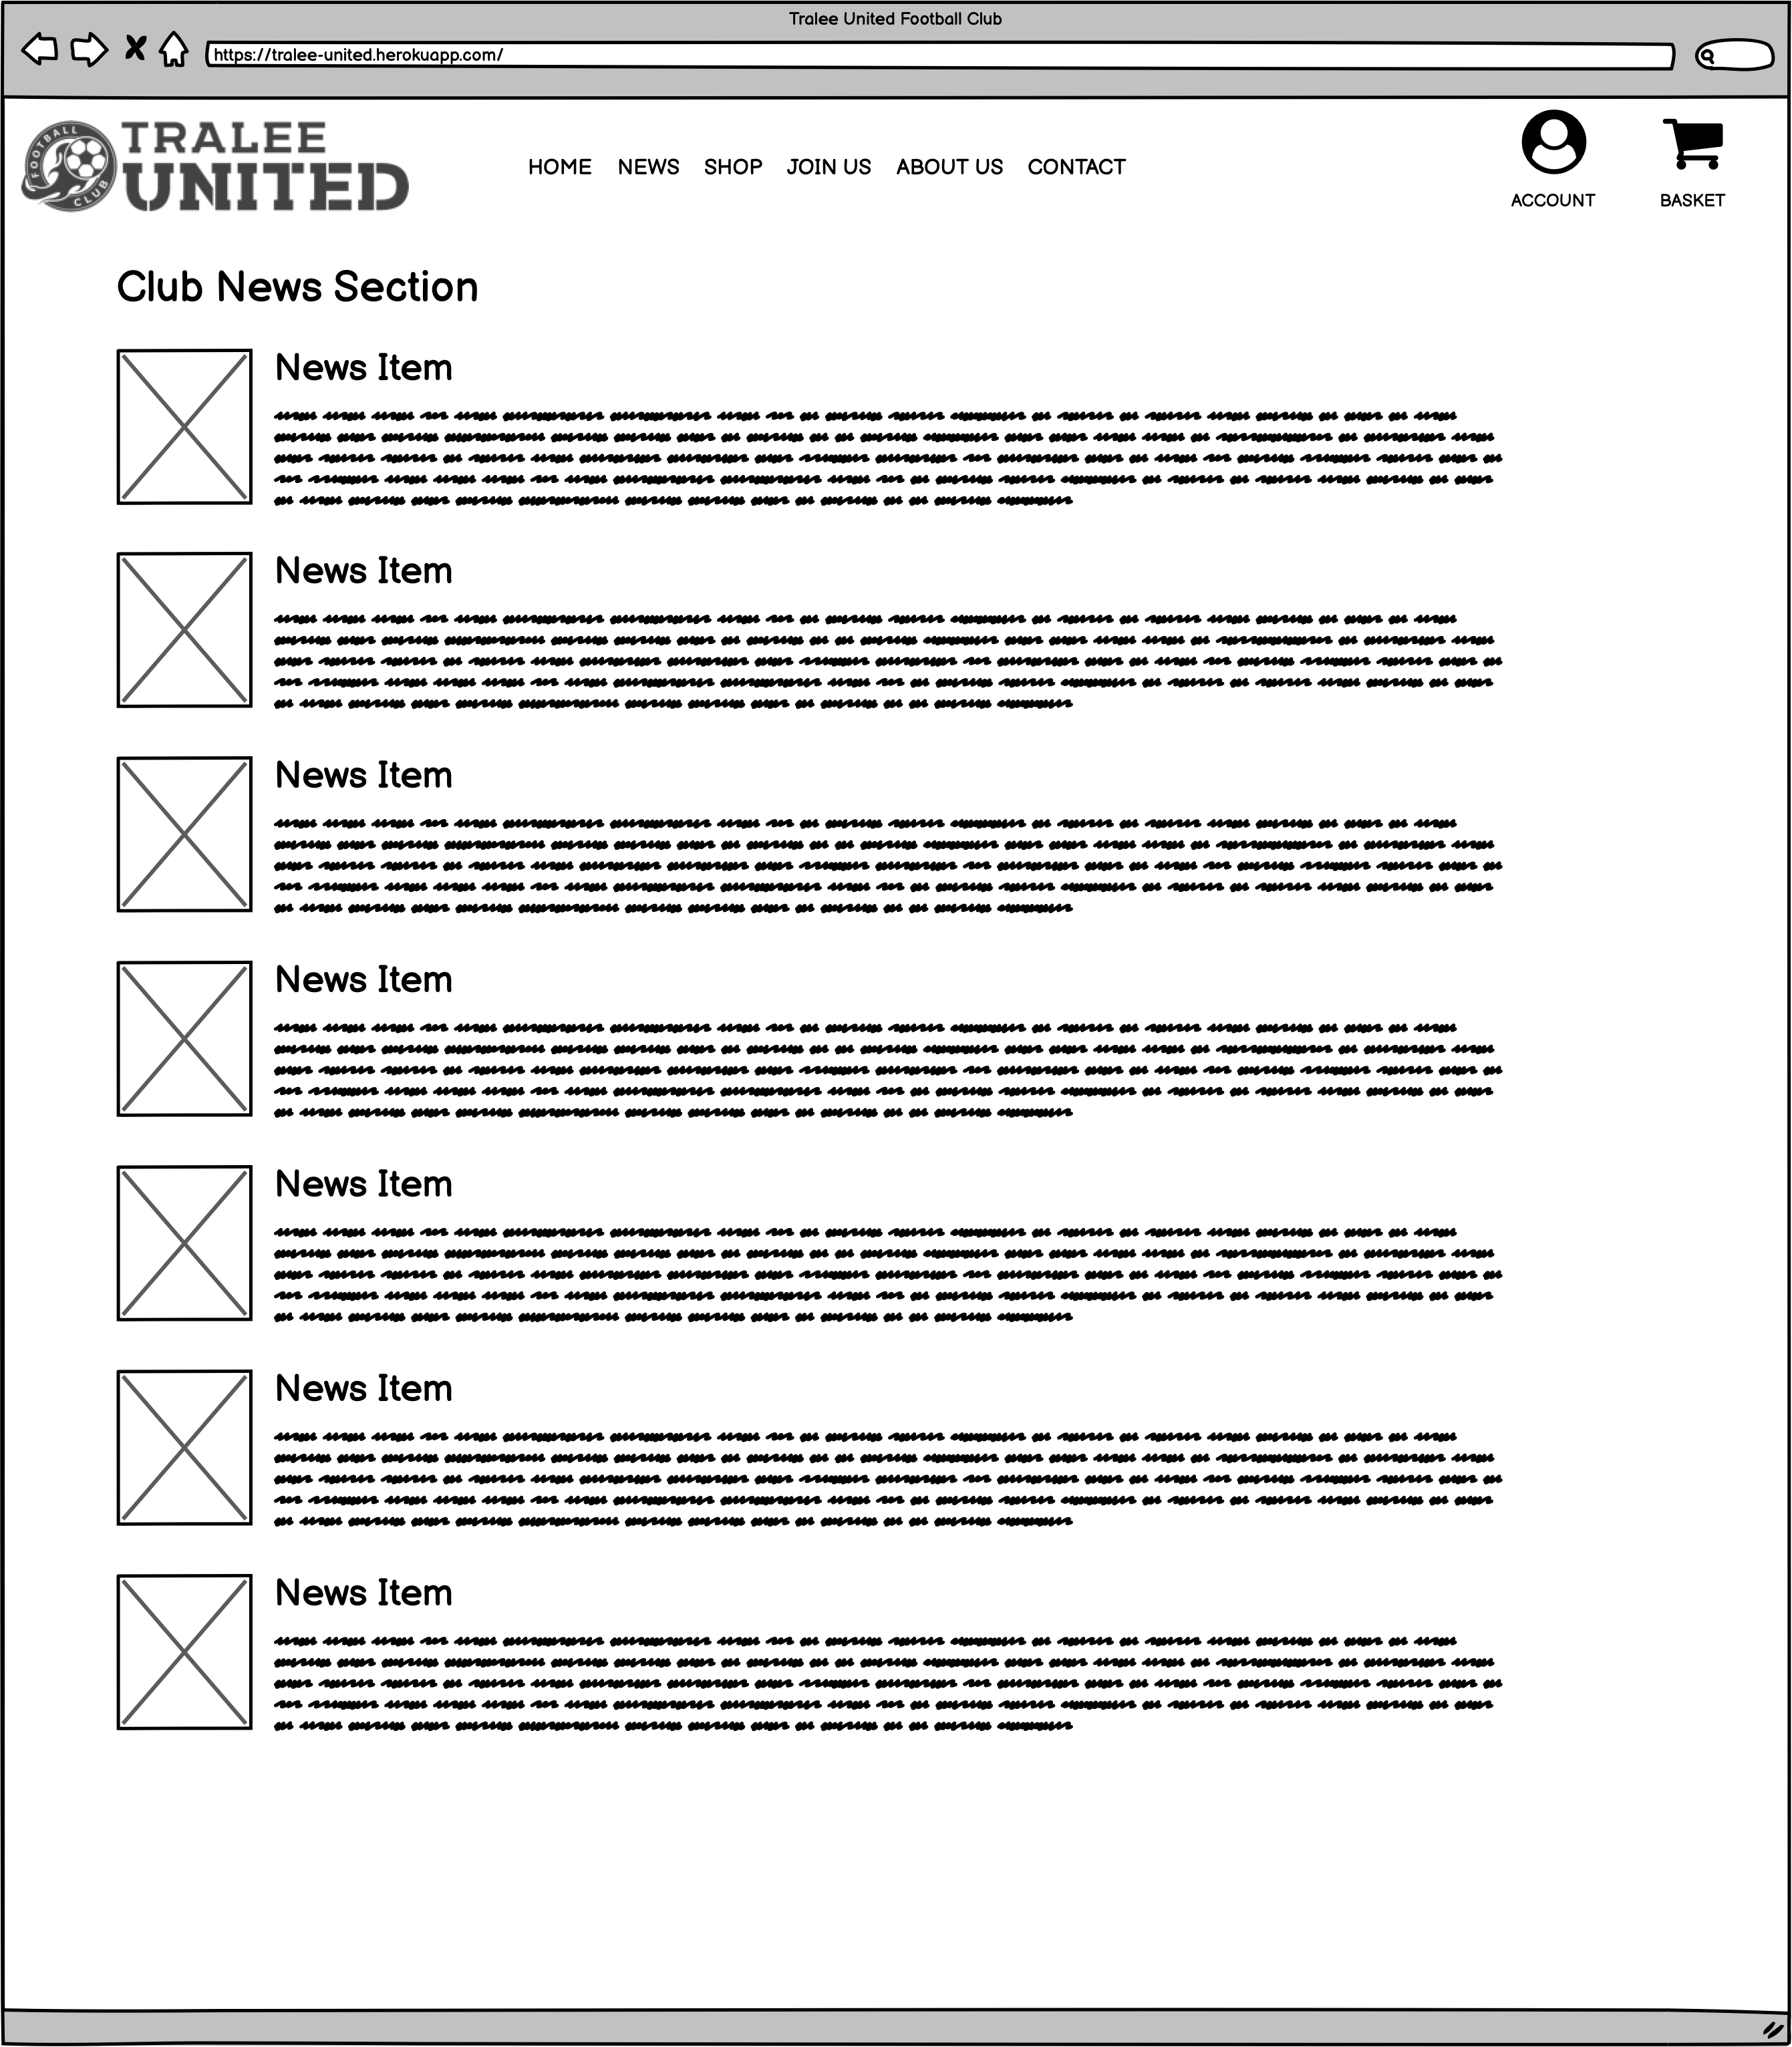 Tralee United Football Club
https://tralee-united.herokuapp.com/
FOOTBALL
CLUB
TRALEE
UNITED
HOME NEWS SHOP JOIN US ABOUT US CONTACT
ACCOUNT BASKET
Club News Section
News Item
News Item
News Item
News Item
News Item
News Item
News Item